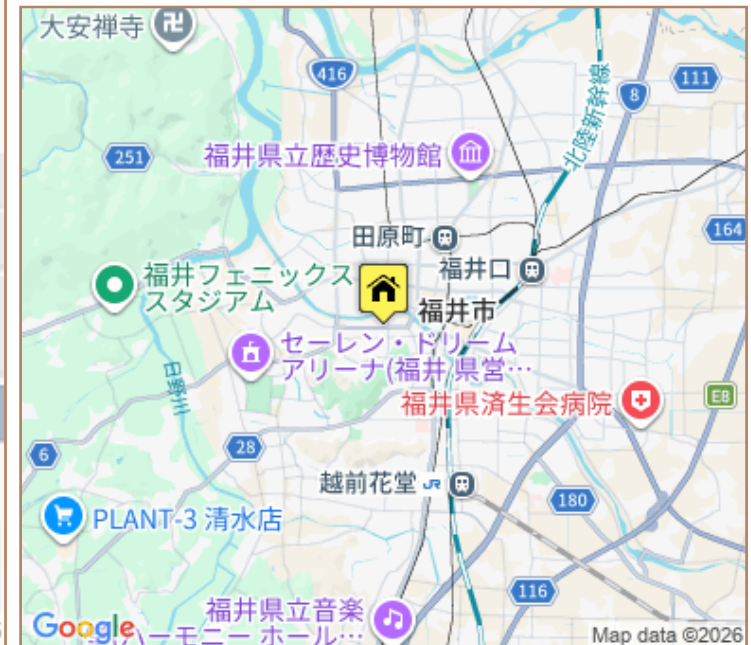 大安禅寺
416
111
8
北陸新幹線
251
福井県立歴史博物館
164
田原町
福井口
福井フェニックス
スタジアム
福井市
セーレン・ドリーム
アリーナ(福井 県営…
日野川
E8
福井県済生会病院
28
6
越前花堂 JR
180
PLANT-3 清水店
116
福井県立音楽
Google
ハーモニー ホール…
Map data ©2026